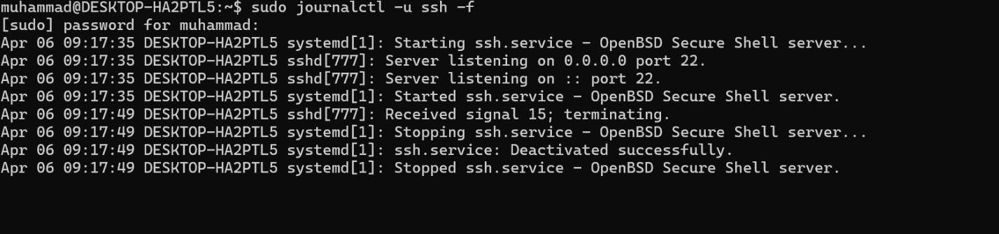 muhammad@DESKTOP-HA2PTL5:~$ sudo journalctl -u ssh -f
[sudo] password for muhammad:
Apr 06 09:17:35 DESKTOP-HA2PTL5 systemd[1]: Starting ssh.service - OpenBSD Secure Shell server...
Apr 06 09:17:35 DESKTOP-HA2PTL5 sshd[777]: Server listening on 0.0.0.0 port 22.
Apr 06 09:17:35 DESKTOP-HA2PTL5 sshd[777]: Server listening on :: port 22.
Apr 06 09:17:35 DESKTOP-HA2PTL5 systemd[1]: Started ssh.service - OpenBSD Secure Shell server.
Apr 06 09:17:49 DESKTOP-HA2PTL5 sshd[777]: Received signal 15; terminating.
Apr 06 09:17:49 DESKTOP-HA2PTL5 systemd[1]: Stopping ssh.service - OpenBSD Secure Shell server...
Apr 06 09:17:49 DESKTOP-HA2PTL5 systemd[1]: ssh.service: Deactivated successfully.
Apr 06 09:17:49 DESKTOP-HA2PTL5 systemd[1]: Stopped ssh.service - OpenBSD Secure Shell server.